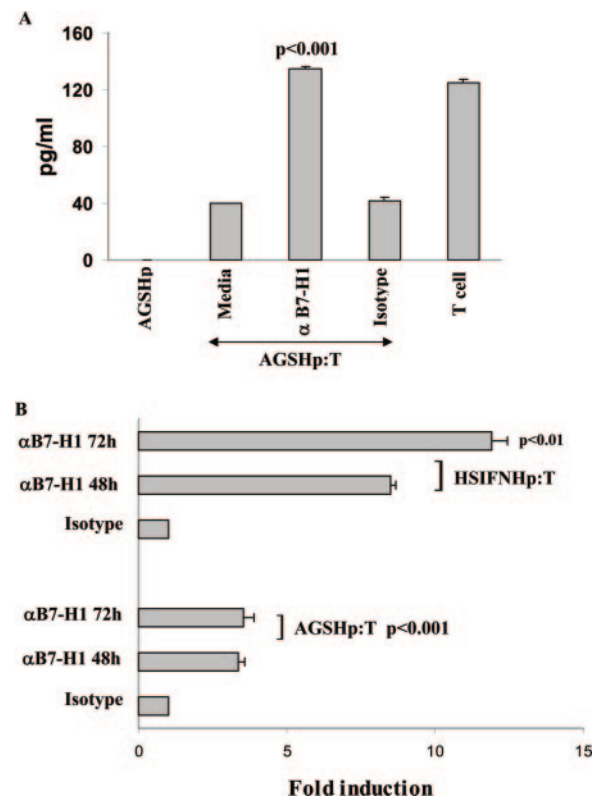 A
p<0.001
160
120
80
40
0
pg/ml
AGSHp
Media
α B7-H1
Isotype
T cell
AGSHp:T
B
αB7-H1 72h
p<0.01
αB7-H1 48h
] HSIFNHp:T
Isotype
αB7-H1 72h
] AGSHp:T p<0.001
αB7-H1 48h
Isotype
0 5 10 15
Fold induction